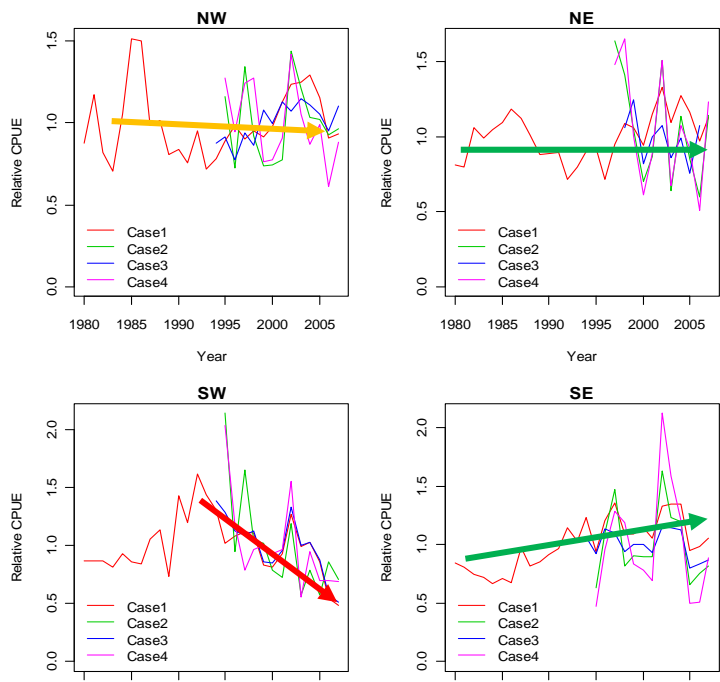 NW
Relative CPUE
1.5
1.0
0.5
0.0
Case1
Case2
Case3
Case4
1980 1985 1990 1995 2000 2005
Year
NE
Relative CPUE
1.5
1.0
0.5
0.0
Case1
Case2
Case3
Case4
1980 1985 1990 1995 2000 2005
Year
SW
Relative CPUE
2.0
1.5
1.0
0.5
0.0
Case1
Case2
Case3
Case4
SE
Relative CPUE
2.0
1.5
1.0
0.5
0.0
Case1
Case2
Case3
Case4